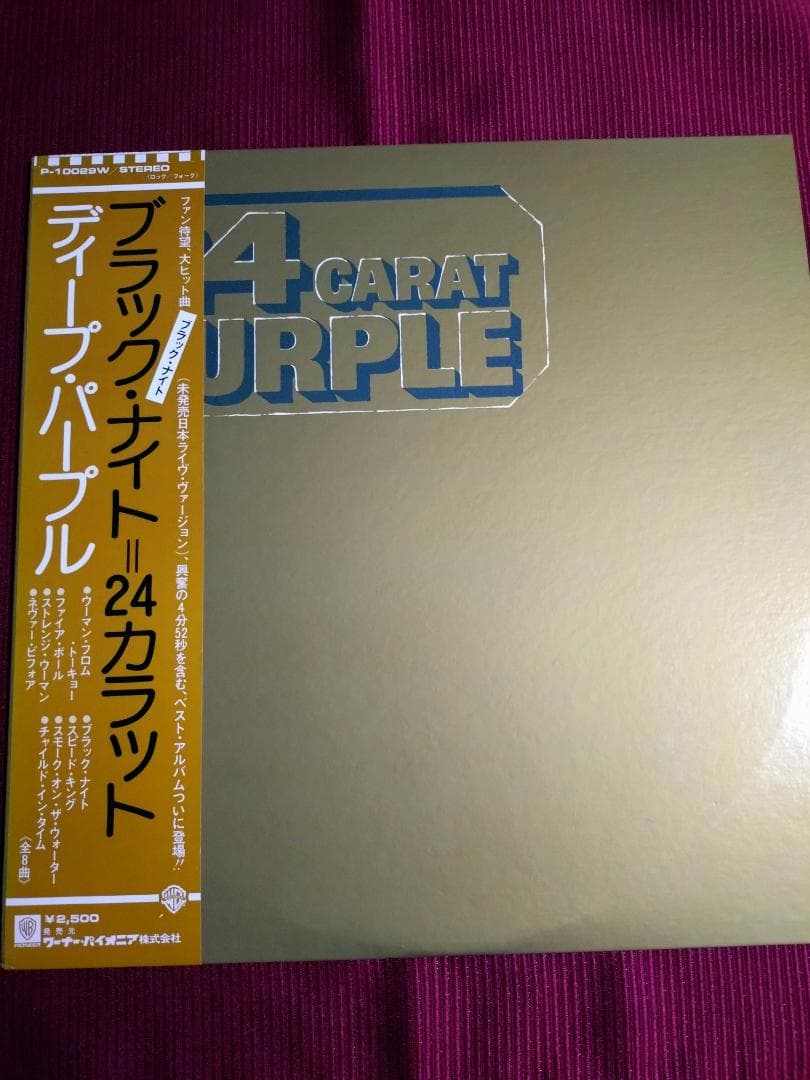 P-10029W/STEREO
(ロック/フォーク)
ファン待望、大ヒット曲
ブラック・ナイト
(未発売日本ライヴ・ヴァージョン)、興奮の4分52秒を含む、ベスト・アルバムついに登場!!
ブラック・ナイト=24カラット
ディープ・パープル
●ウーマン・フロム
・トーキョー
●ファイア・ボール
●ストレンジ・ウーマン
●ネヴァー・ビフォア
●ブラック・ナイト
●スピード・キング
●スモーク・オン・ザ・ウォーター
●チャイルド・イン・タイム
〈全8曲〉
¥2,500
発売元
ワーナー・パイオニア株式会社
WB
PIONEER
4 CARAT
URPLE